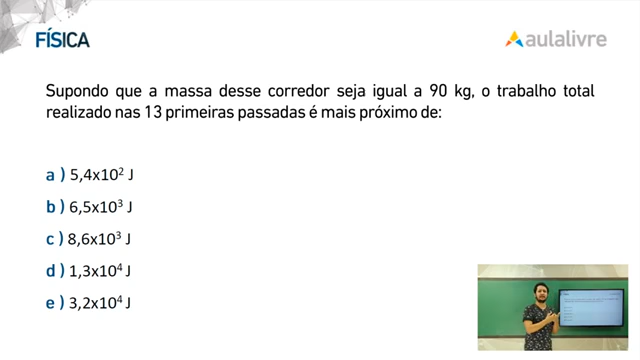 FÍSICA
aulalivre
Supondo que a massa desse corredor seja igual a 90 kg, o trabalho total
realizado nas 13 primeiras passadas é mais próximo de:
a ) 5,4x10² J
b ) 6,5x10³ J
c ) 8,6x10³ J
d ) 1,3x10⁴ J
e ) 3,2x10⁴ J